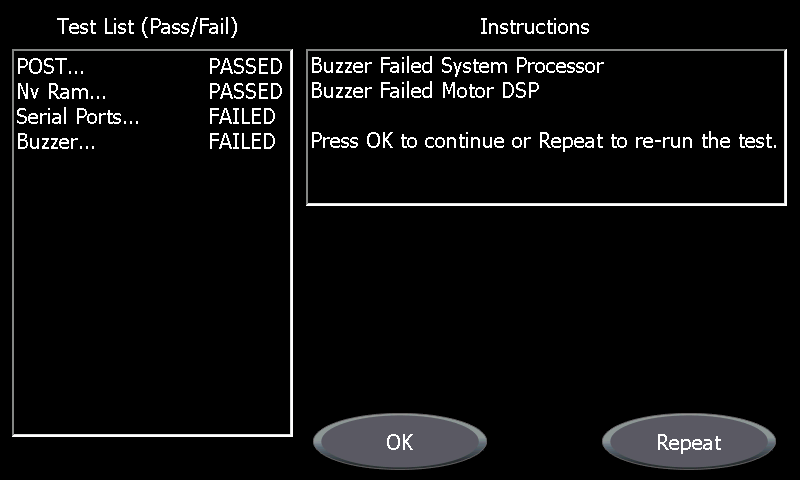 Test List (Pass/Fail)
POST... PASSED
Nv Ram... PASSED
Serial Ports... FAILED
Buzzer... FAILED
Instructions
Buzzer Failed System Processor
Buzzer Failed Motor DSP
Press OK to continue or Repeat to re-run the test.
OK
Repeat